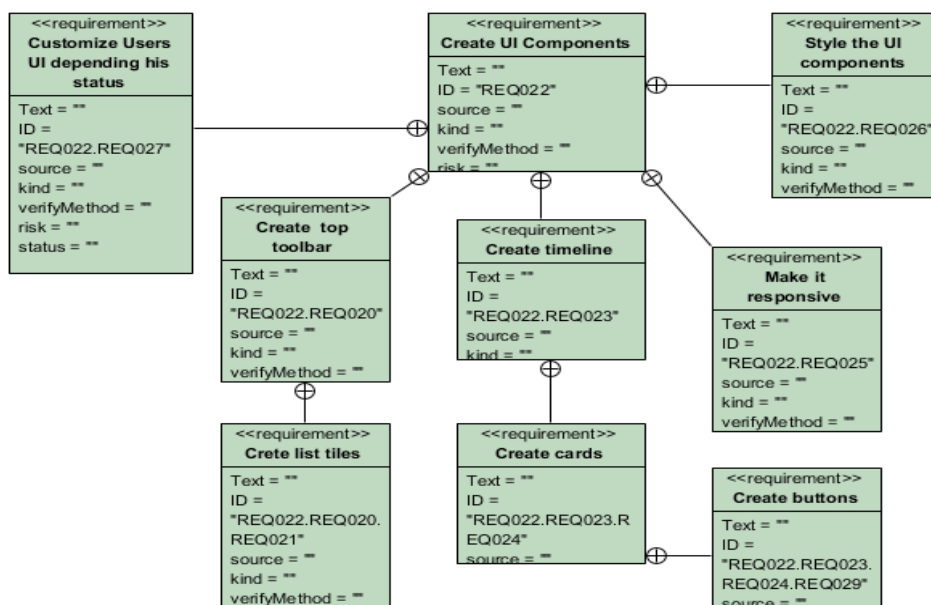 <<requirement>>
Customize Users
UI depending his
status
Text = ""
ID =
"REQ022.REQ027"
source = ""
kind = ""
verifyMethod = ""
risk = ""
status = ""
<<requirement>>
Create UI Components
Text = ""
ID = "REQ022"
source = ""
kind = ""
verifyMethod = ""
risk = ""
<<requirement>>
Style the UI
components
Text = ""
ID =
"REQ022.REQ026"
source = ""
kind = ""
verifyMethod = ""
<<requirement>>
Create top
toolbar
Text = ""
ID =
"REQ022.REQ020"
source = ""
kind = ""
verifyMethod = ""
<<requirement>>
Create timeline
Text = ""
ID =
"REQ022.REQ023"
source = ""
kind = ""
<<requirement>>
Make it
responsive
Text = ""
ID =
"REQ022.REQ025"
source = ""
kind = ""
verifyMethod = ""
<<requirement>>
Crete list tiles
Text = ""
ID =
"REQ022.REQ020.
REQ021"
source = ""
kind = ""
verifyMethod = ""
<<requirement>>
Create cards
Text = ""
ID =
"REQ022.REQ023.R
EQ024"
source = ""
<<requirement>>
Create buttons
Text = ""
ID =
"REQ022.REQ023.
REQ024.REQ029"
source = ""